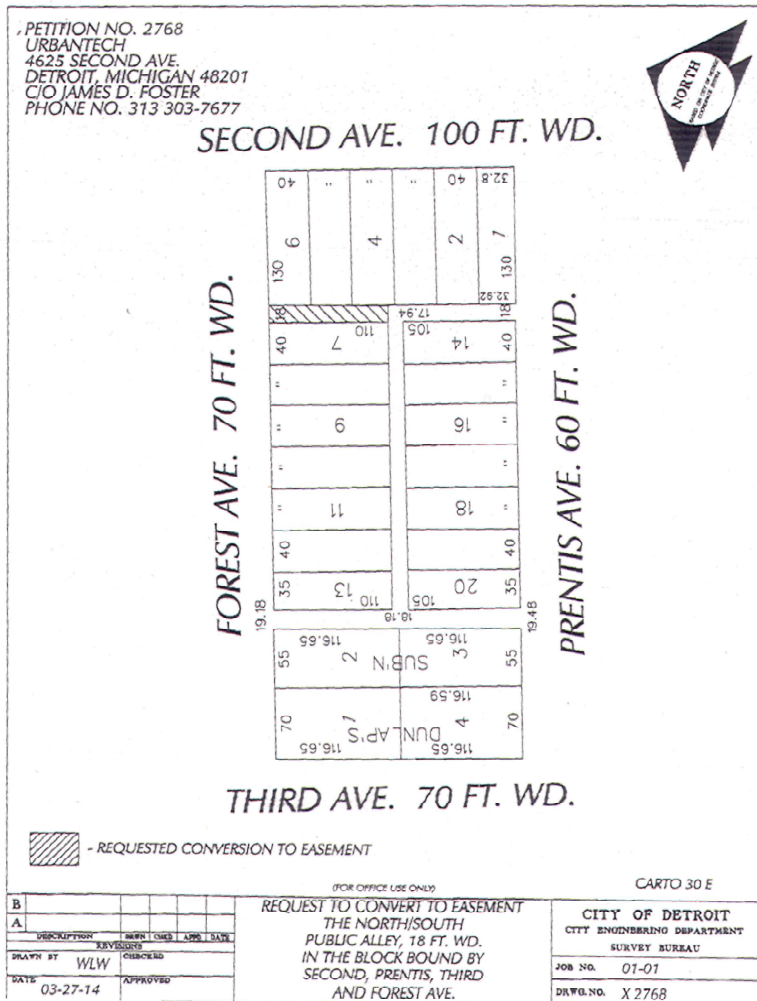 PETITION NO. 2768
URBANTECH
4625 SECOND AVE.
DETROIT, MICHIGAN 48201
C/O JAMES D. FOSTER
PHONE NO. 313 303-7677
NORTH
SECOND AVE. 100 FT. WD.
40 " " " 40 32.8
6 4 2 1
130 130
32.92
18 17.94 18
110 105
40 7 14 40
" "
9 16
" "
" 11 18 "
40 40
35 13 20 35
110 105
19.18 18.18 19.48
FOREST AVE. 70 FT. WD.
PRENTIS AVE. 60 FT. WD.
116.65 116.65
55 2 SUB'N 3 55
116.59
70 1 DUNLAP'S 4 70
116.65 116.65
THIRD AVE. 70 FT. WD.
- REQUESTED CONVERSION TO EASEMENT
(FOR OFFICE USE ONLY)
CARTO 30 E
B
A
DESCRIPTION DRWN CHKD APPD DATE
REVISIONS
DRAWN BY WLW CHECKED
DATE 03-27-14 APPROVED
REQUEST TO CONVERT TO EASEMENT
THE NORTH/SOUTH
PUBLIC ALLEY, 18 FT. WD.
IN THE BLOCK BOUND BY
SECOND, PRENTIS, THIRD
AND FOREST AVE.
CITY OF DETROIT
CITY ENGINEERING DEPARTMENT
SURVEY BUREAU
JOB NO. 01-01
DRWG. NO. X 2768